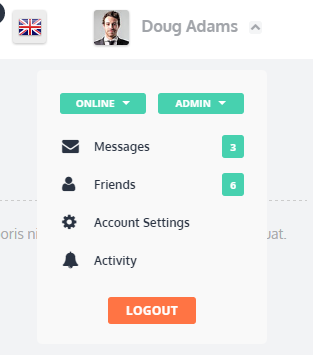 Doug Adams
ONLINE ADMIN
Messages 3
Friends 6
Account Settings
Activity
LOGOUT